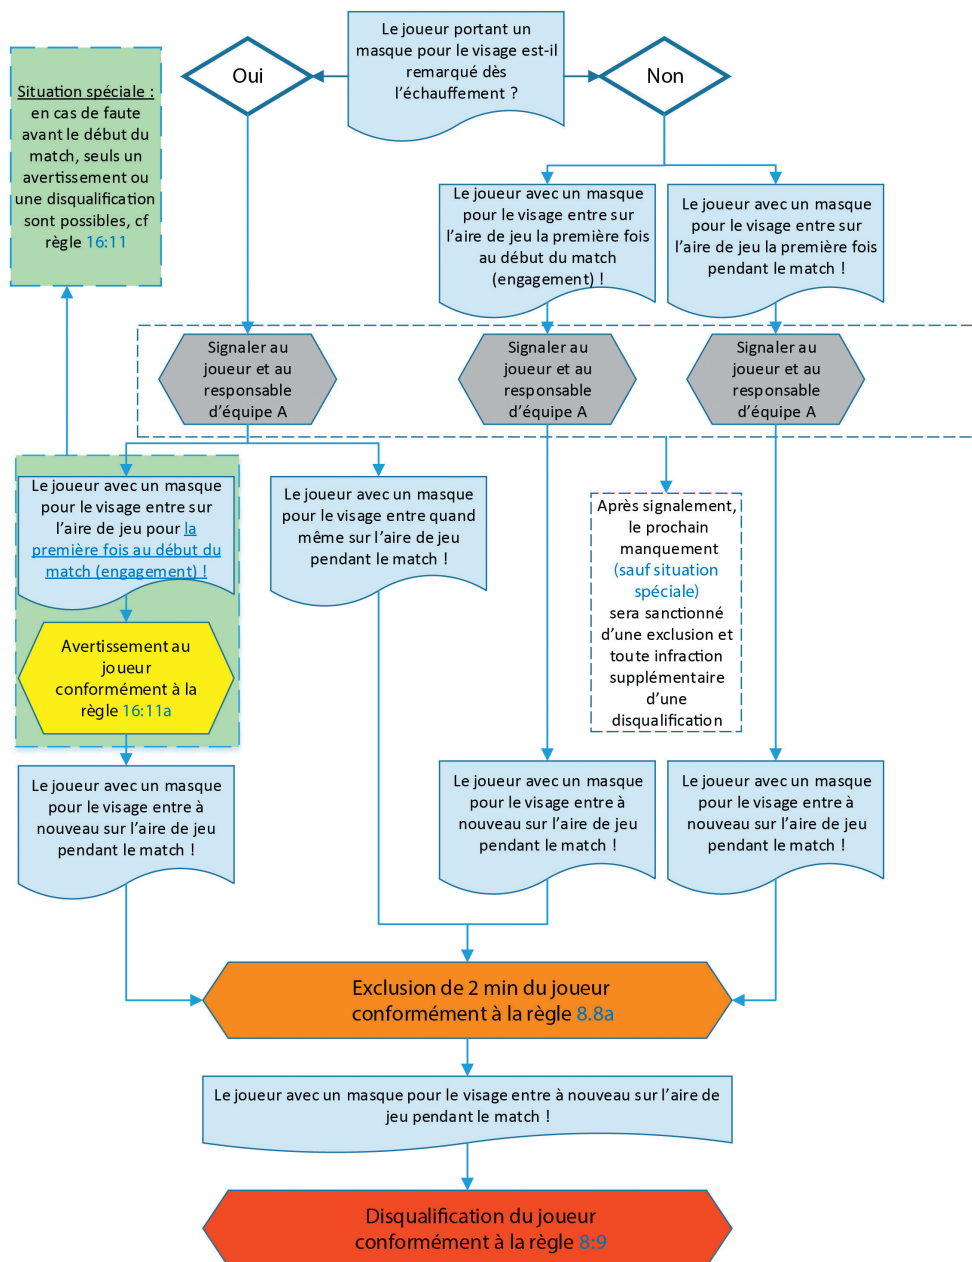 Le joueur portant un
masque pour le visage est-il
remarqué dès
l’échauffement ?
Oui
Non
Situation spéciale :
en cas de faute
avant le début du
match, seuls un
avertissement ou
une disqualification
sont possibles, cf
règle 16:11
Le joueur avec un masque
pour le visage entre sur
l’aire de jeu la première fois
au début du match
(engagement) !
Le joueur avec un masque
pour le visage entre sur
l’aire de jeu la première fois
pendant le match !
Signaler au
joueur et au
responsable
d’équipe A
Signaler au
joueur et au
responsable
d’équipe A
Signaler au
joueur et au
responsable
d’équipe A
Le joueur avec un masque
pour le visage entre sur
l’aire de jeu pour la
première fois au début du
match (engagement) !
Le joueur avec un masque
pour le visage entre quand
même sur l’aire de jeu
pendant le match !
Après signalement,
le prochain
manquement
(sauf situation
spéciale)
sera sanctionné
d’une exclusion et
toute infraction
supplémentaire
d’une
disqualification
Avertissement au
joueur
conformément à la
règle 16:11a
Le joueur avec un masque
pour le visage entre à
nouveau sur l’aire de jeu
pendant le match !
Le joueur avec un masque
pour le visage entre à
nouveau sur l’aire de jeu
pendant le match !
Le joueur avec un masque
pour le visage entre à
nouveau sur l’aire de jeu
pendant le match !
Exclusion de 2 min du joueur
conformément à la règle 8.8a
Le joueur avec un masque pour le visage entre à nouveau sur l’aire de
jeu pendant le match !
Disqualification du joueur
conformément à la règle 8:9